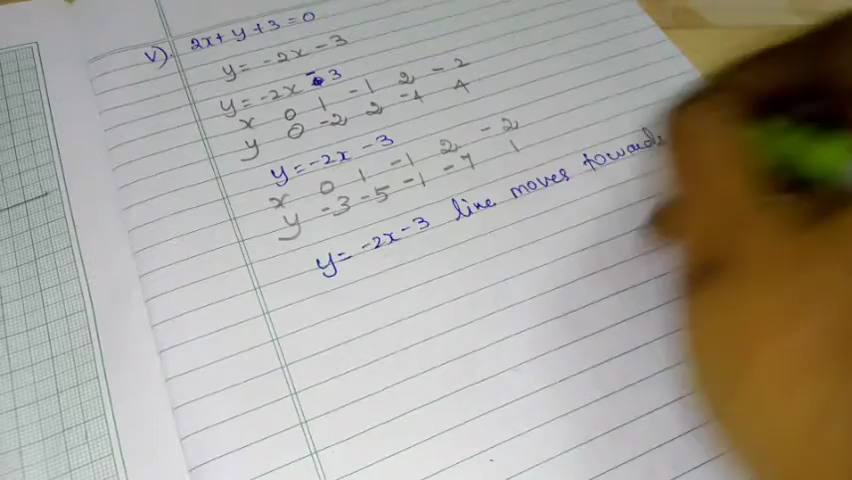 v). 2x + y + 3 = 0
y = -2x - 3
y = -2x - 3
x 0 1 -1 2 -2
y 0 -2 2 -4 4
y = -2x - 3
x 0 1 -1 2 -2
y -3 -5 -1 -7 1
y = -2x - 3 line moves towards